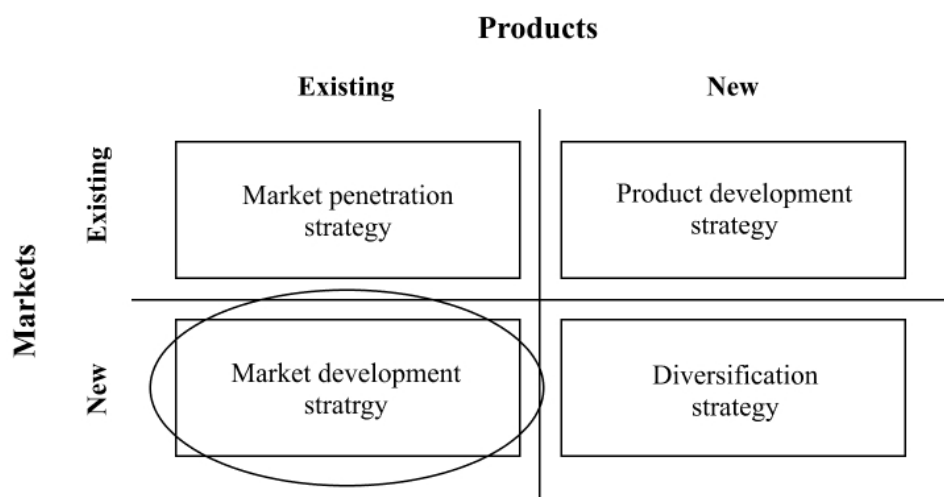 Products
Existing
New
Markets
Existing
Market penetration
strategy
Product development
strategy
New
Market development
stratrgy
Diversification
strategy